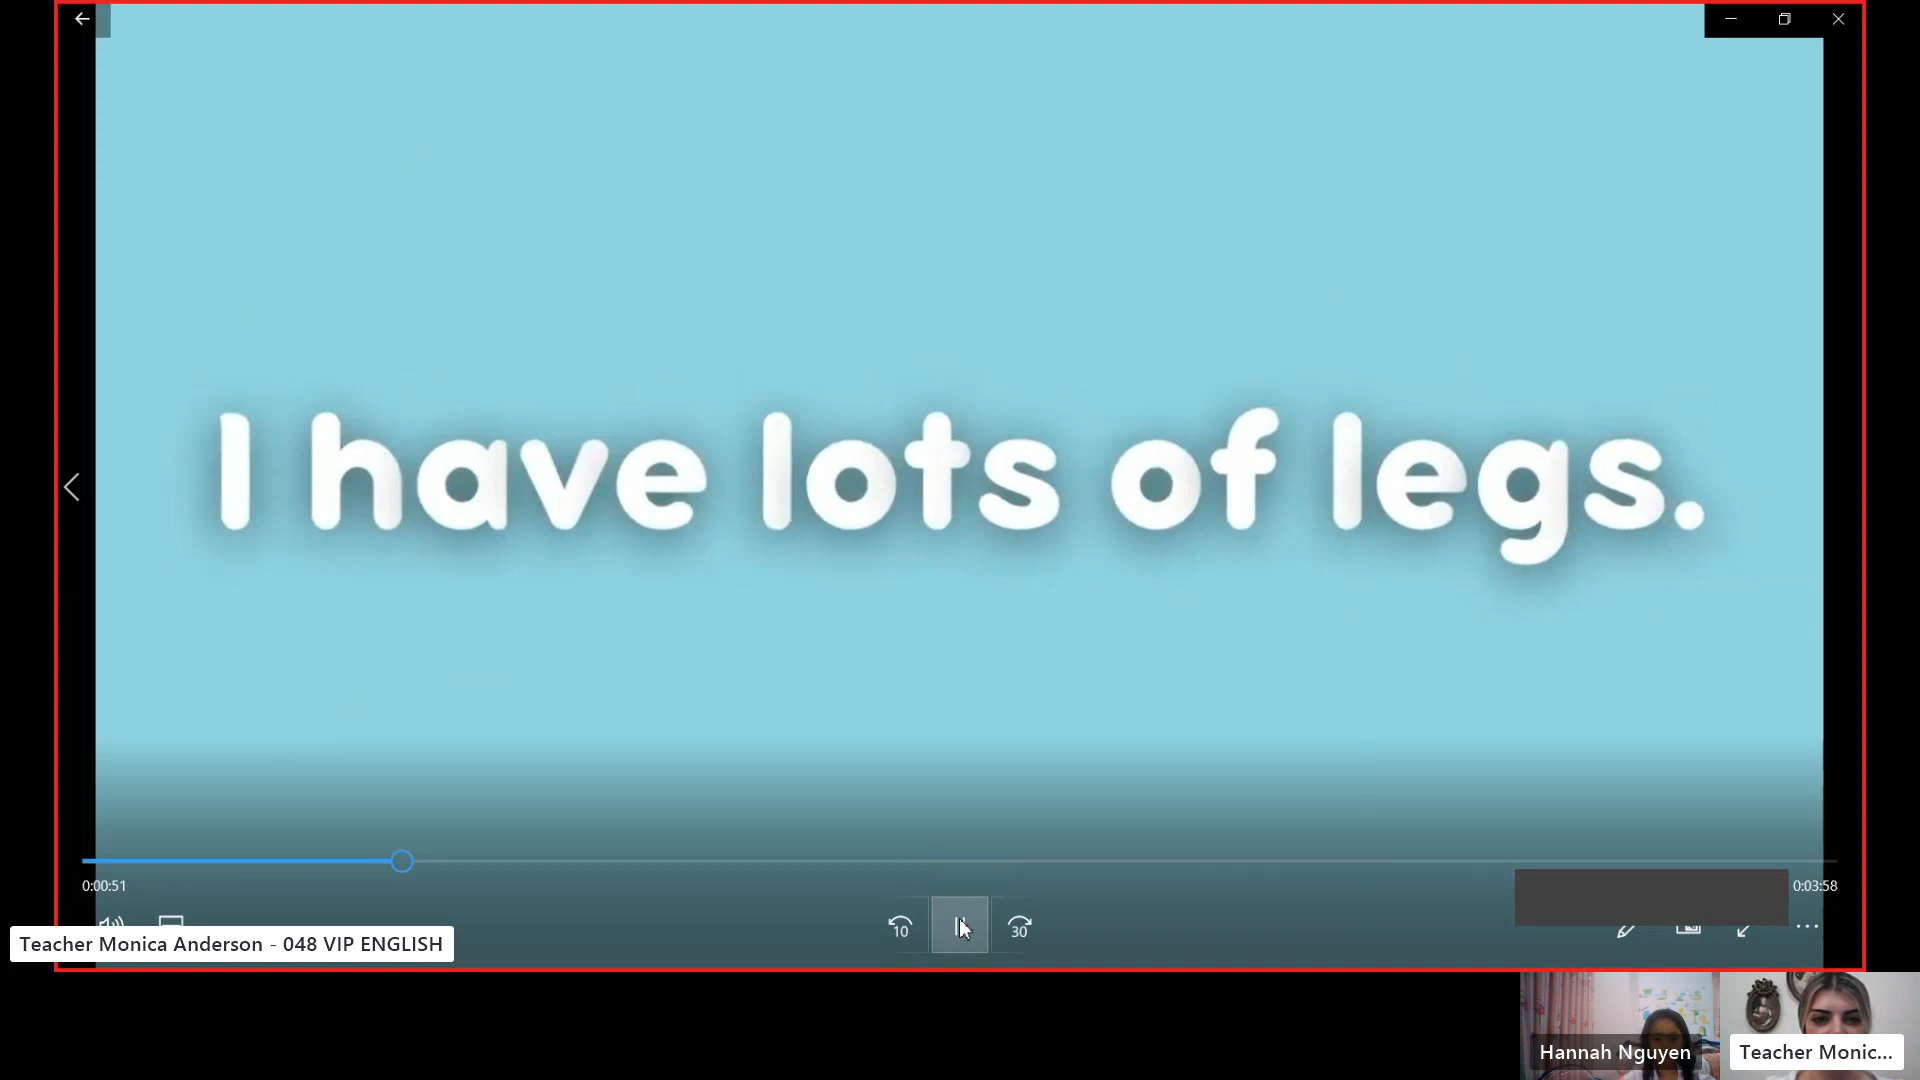 I have lots of legs.
0:00:51
0:03:58
10
30
Teacher Monica Anderson - 048 VIP ENGLISH
Hannah Nguyen
Teacher Monic...